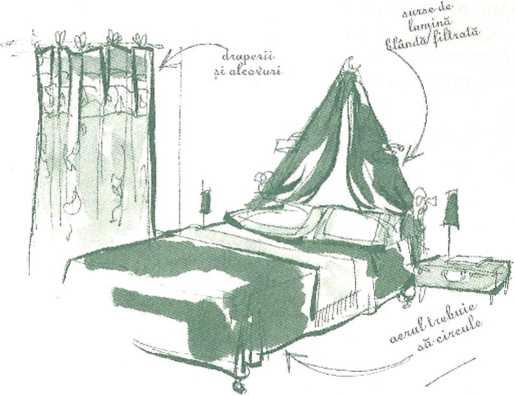 draperii
și alcovuri
surse de
lumină
blândă/filtrată
aerul trebuie
să circule